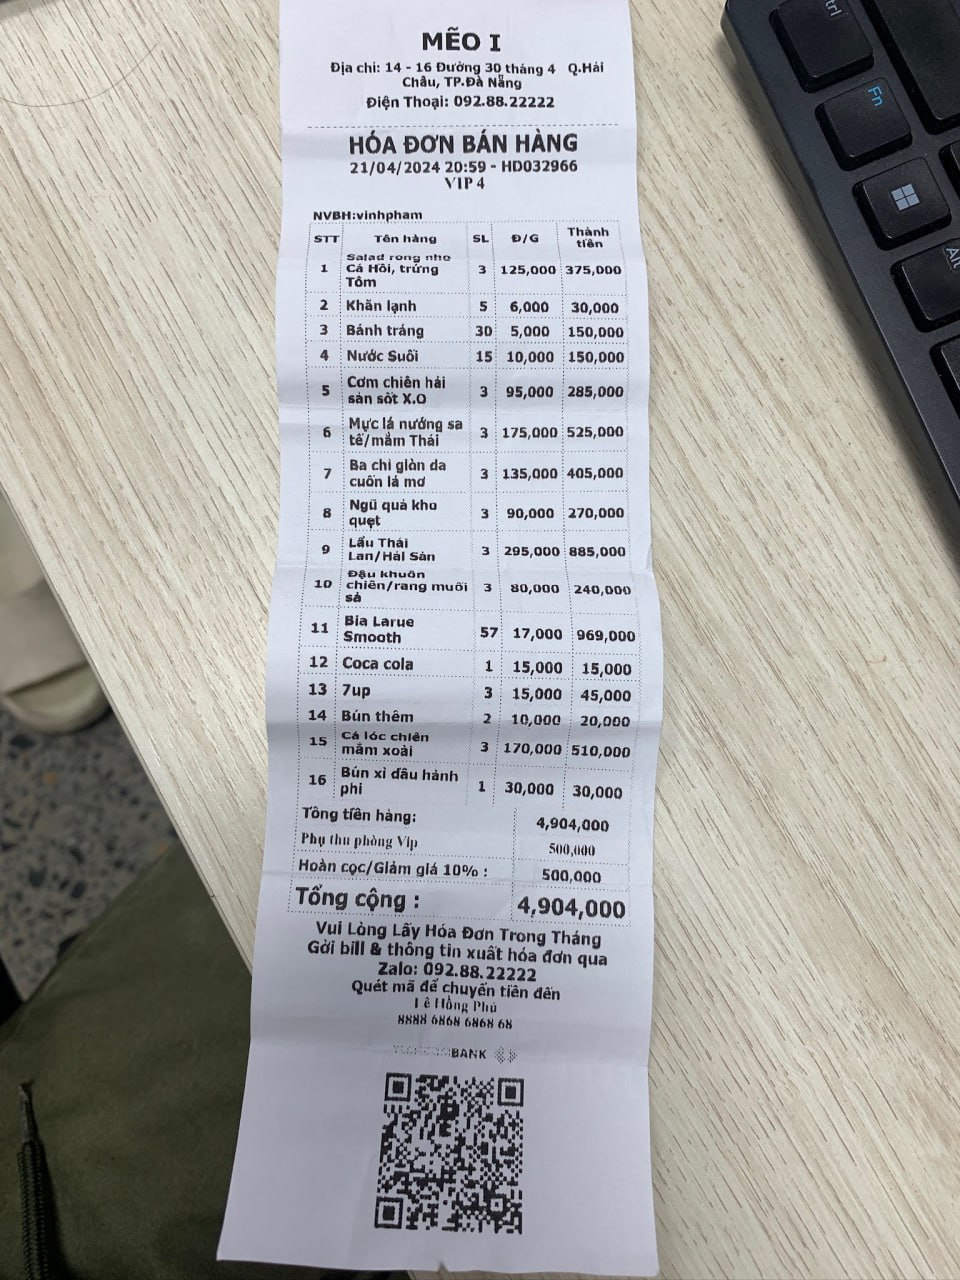 MẼO I
Địa chỉ: 14 - 16 Đường 30 tháng 4 Q.Hải
Châu, TP.Đà Nẵng
Điện Thoại: 092.88.22222
HÓA ĐƠN BÁN HÀNG
21/04/2024 20:59 - HD032966
VIP 4
NVBH:vinhpham
STT Tên hàng SL Đ/G Thành tiền
1 Salad rong nho Cá Hồi, trứng Tôm 3 125,000 375,000
2 Khăn lạnh 5 6,000 30,000
3 Bánh tráng 30 5,000 150,000
4 Nước Suối 15 10,000 150,000
5 Cơm chiên hải sản sốt X.O 3 95,000 285,000
6 Mực lá nướng sa tế/mắm Thái 3 175,000 525,000
7 Ba chỉ giòn da cuốn lá mơ 3 135,000 405,000
8 Ngũ quả kho quẹt 3 90,000 270,000
9 Lẩu Thái Lan/Hải Sản 3 295,000 885,000
10 Đậu khuôn chiên/rang muối sả 3 80,000 240,000
11 Bia Larue Smooth 57 17,000 969,000
12 Coca cola 1 15,000 15,000
13 7up 3 15,000 45,000
14 Bún thêm 2 10,000 20,000
15 Cá lóc chiên mắm xoài 3 170,000 510,000
16 Bún xì dầu hành phi 1 30,000 30,000
Tổng tiền hàng: 4,904,000
Phụ thu phòng Vip 500,000
Hoàn cọc/Giảm giá 10% : 500,000
Tổng cộng : 4,904,000
Vui Lòng Lấy Hóa Đơn Trong Tháng
Gởi bill & thông tin xuất hóa đơn qua
Zalo: 092.88.22222
Quét mã để chuyển tiền đến
Lê Hồng Phú
8888 6868 6868 68
BANK
ctrl
Fn
Alt